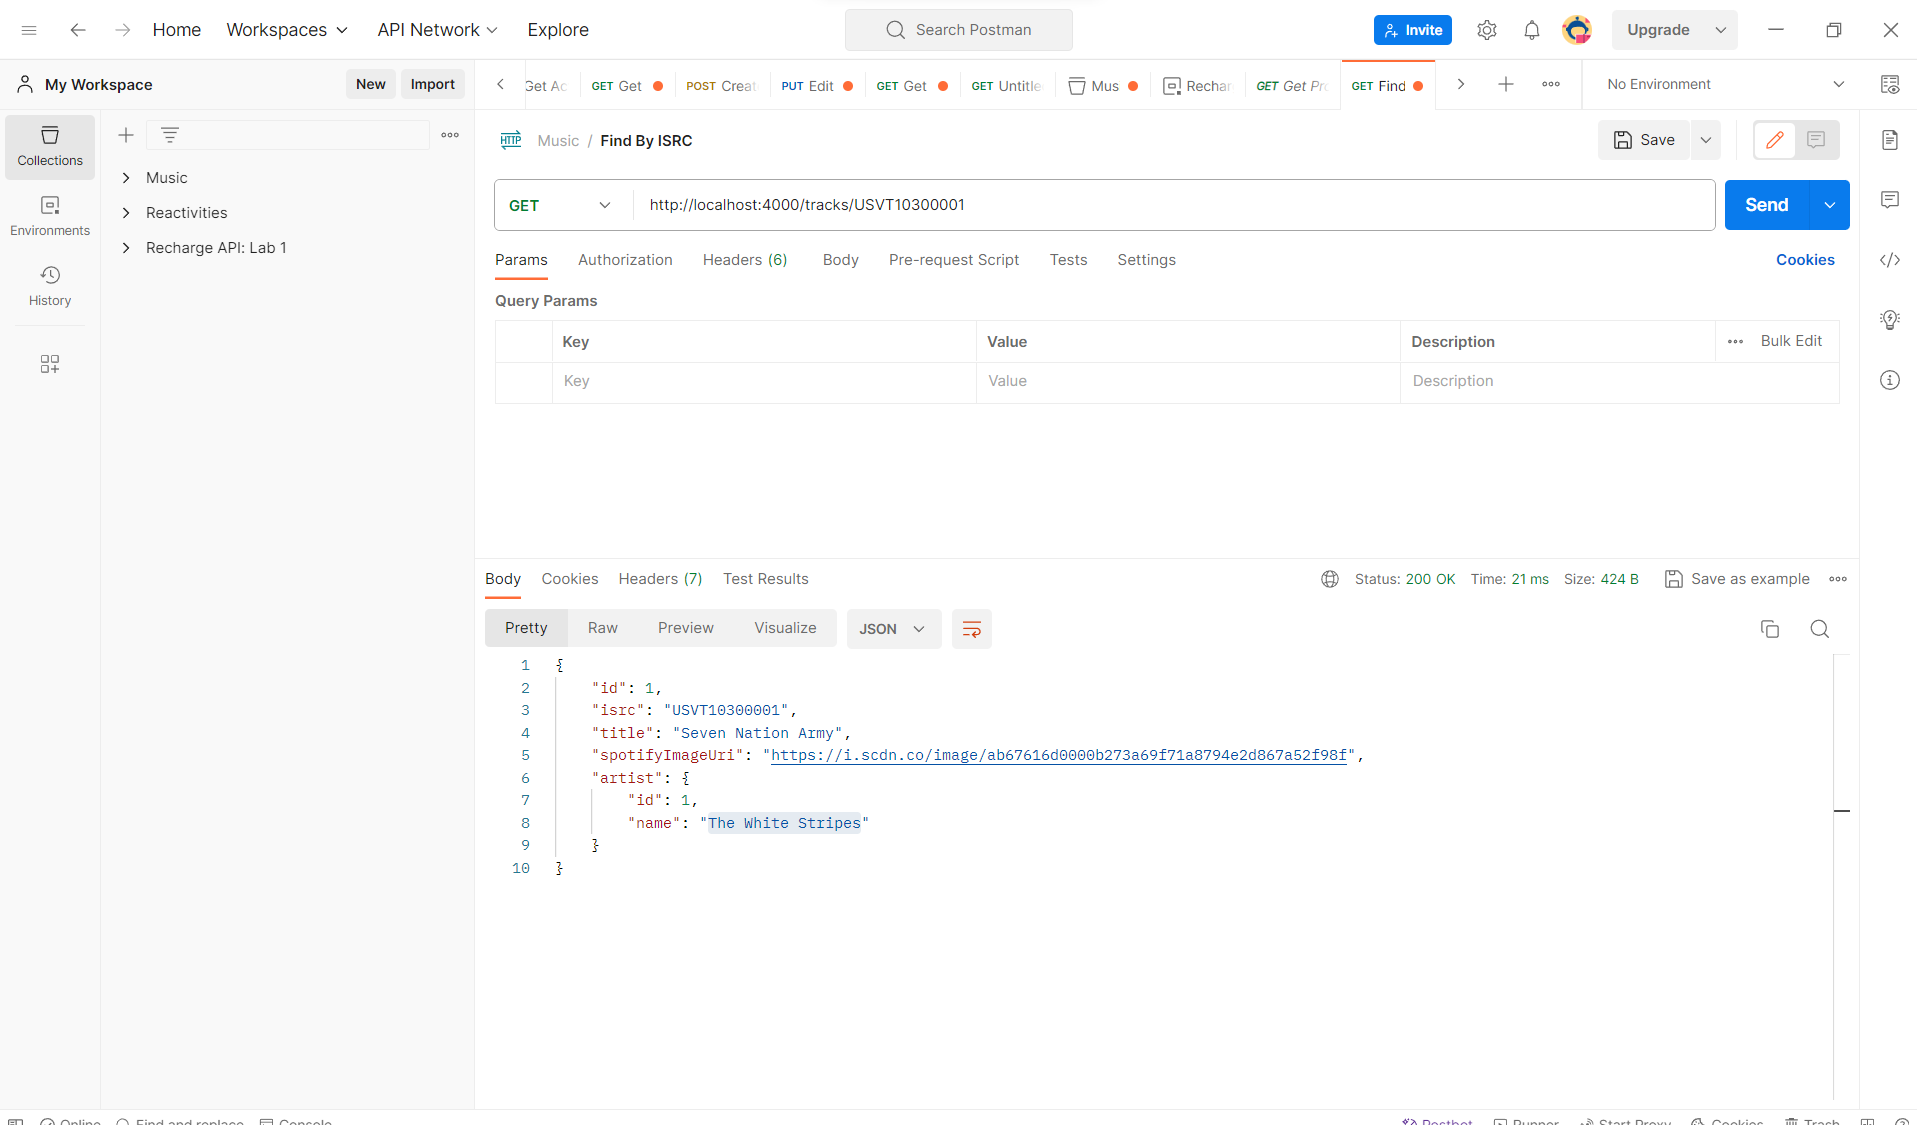 Home Workspaces API Network Explore Search Postman Invite Upgrade
My Workspace New Import Get Ac GET Get POST Creat PUT Edit GET Get GET Untitle Mus Rechar GET Get Pr GET Find No Environment
Collections
Environments
History
Music
Reactivities
Recharge API: Lab 1
HTTP Music / Find By ISRC Save
GET http://localhost:4000/tracks/USVT10300001 Send
Params Authorization Headers (6) Body Pre-request Script Tests Settings Cookies
Query Params
Key Value Description Bulk Edit
Key Value Description
Body Cookies Headers (7) Test Results Status: 200 OK Time: 21 ms Size: 424 B Save as example
Pretty Raw Preview Visualize JSON
1 {
2 "id": 1,
3 "isrc": "USVT10300001",
4 "title": "Seven Nation Army",
5 "spotifyImageUri": "https://i.scdn.co/image/ab67616d0000b273a69f71a8794e2d867a52f98f",
6 "artist": {
7 "id": 1,
8 "name": "The White Stripes"
9 }
10 }
Online Find and replace Console Postbot Runner Start Proxy Cookies Trash